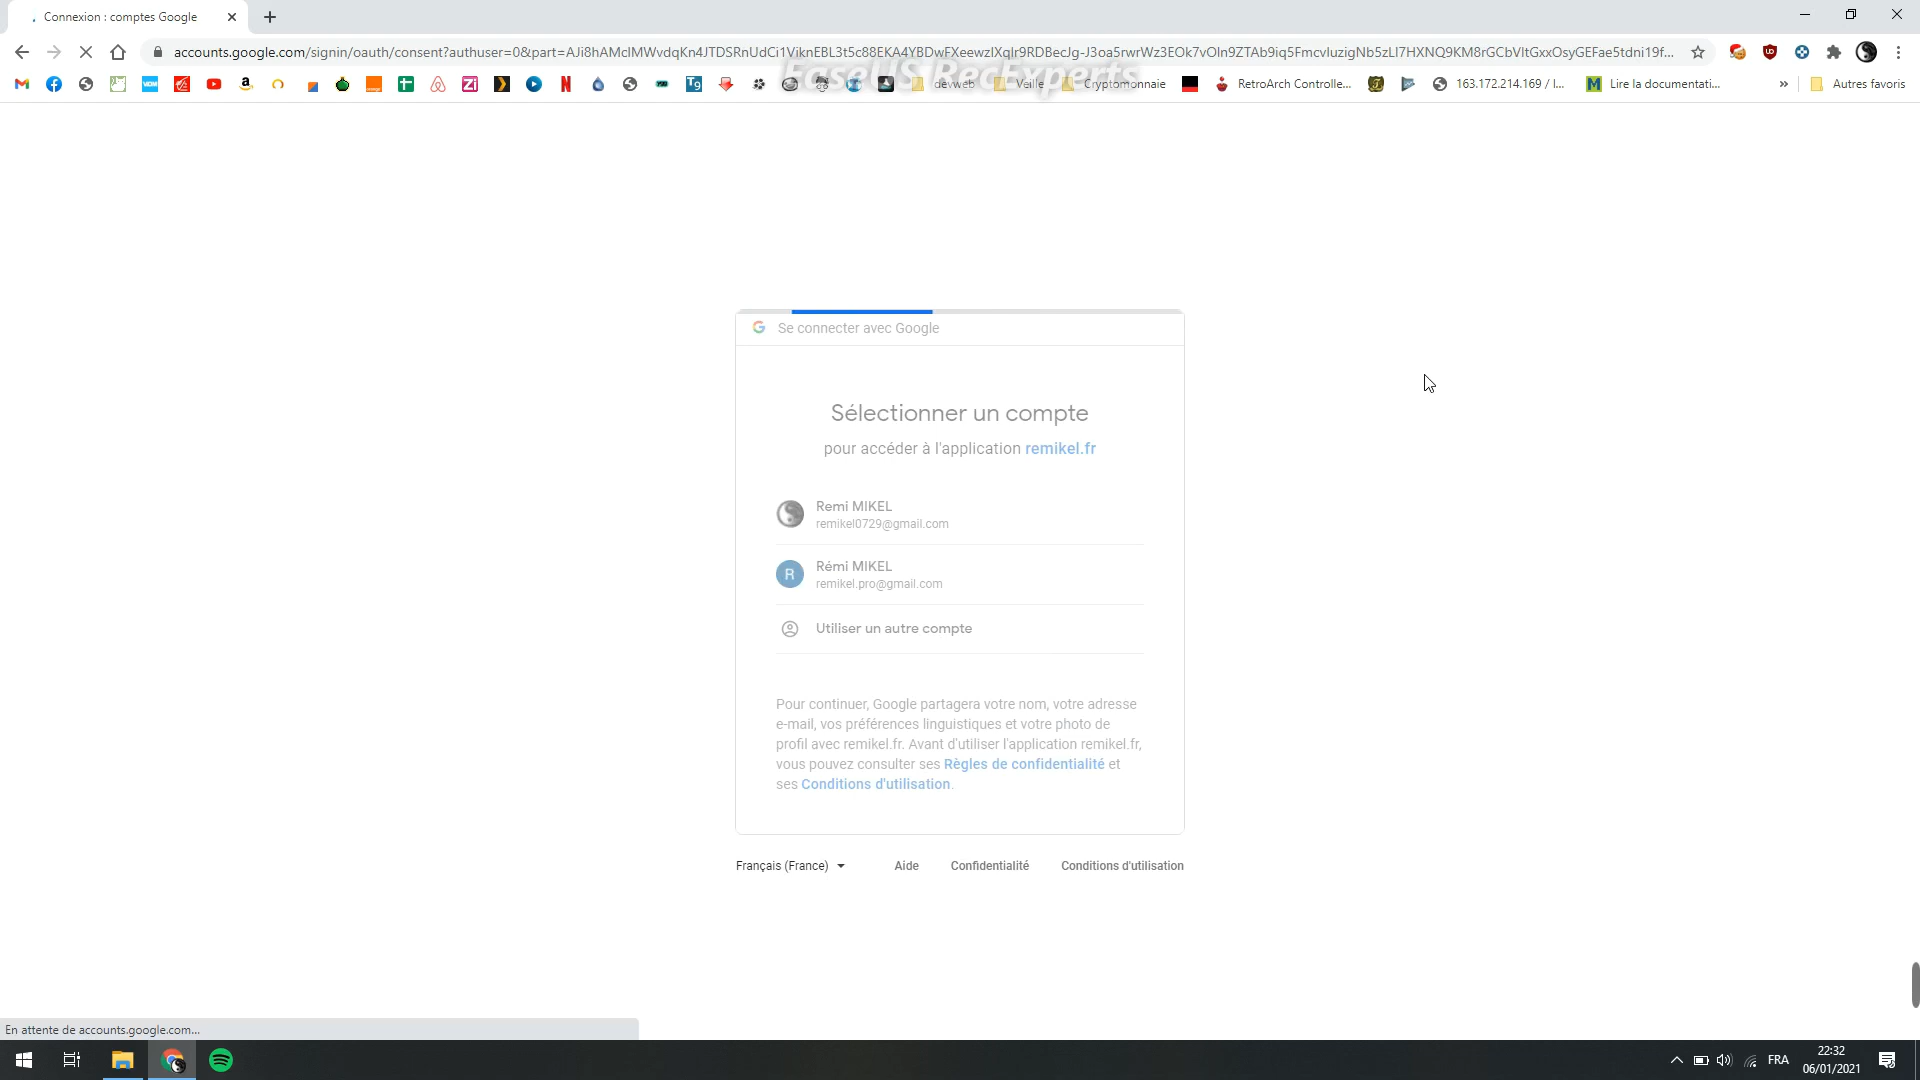 Connexion : comptes Google
accounts.google.com/signin/oauth/consent?authuser=0&part=AJi8hAMclMWvdqKn4JTDSRnUdCi1ViknEBL3t5c88EKA4YBDwFXeewzIXqIr9RDBecJg-J3oa5rwrWz3EOk7vOIn9ZTAb9iq5FmcvIuzigNb5zLI7HXNQ9KM8rGCbVItGxxOsyGEFae5tdni19f...
EaseUS RecExperts
devweb
Veille
Cryptomonnaie
RetroArch Controlle...
163.172.214.169 / l...
Lire la documentati...
»
Autres favoris
Se connecter avec Google
Sélectionner un compte
pour accéder à l'application remikel.fr
Remi MIKEL
remikel0729@gmail.com
R
Rémi MIKEL
remikel.pro@gmail.com
Utiliser un autre compte
Pour continuer, Google partagera votre nom, votre adresse
e-mail, vos préférences linguistiques et votre photo de
profil avec remikel.fr. Avant d'utiliser l'application remikel.fr,
vous pouvez consulter ses Règles de confidentialité et
ses Conditions d'utilisation.
Français (France)
Aide
Confidentialité
Conditions d'utilisation
En attente de accounts.google.com...
FRA
22:32
06/01/2021